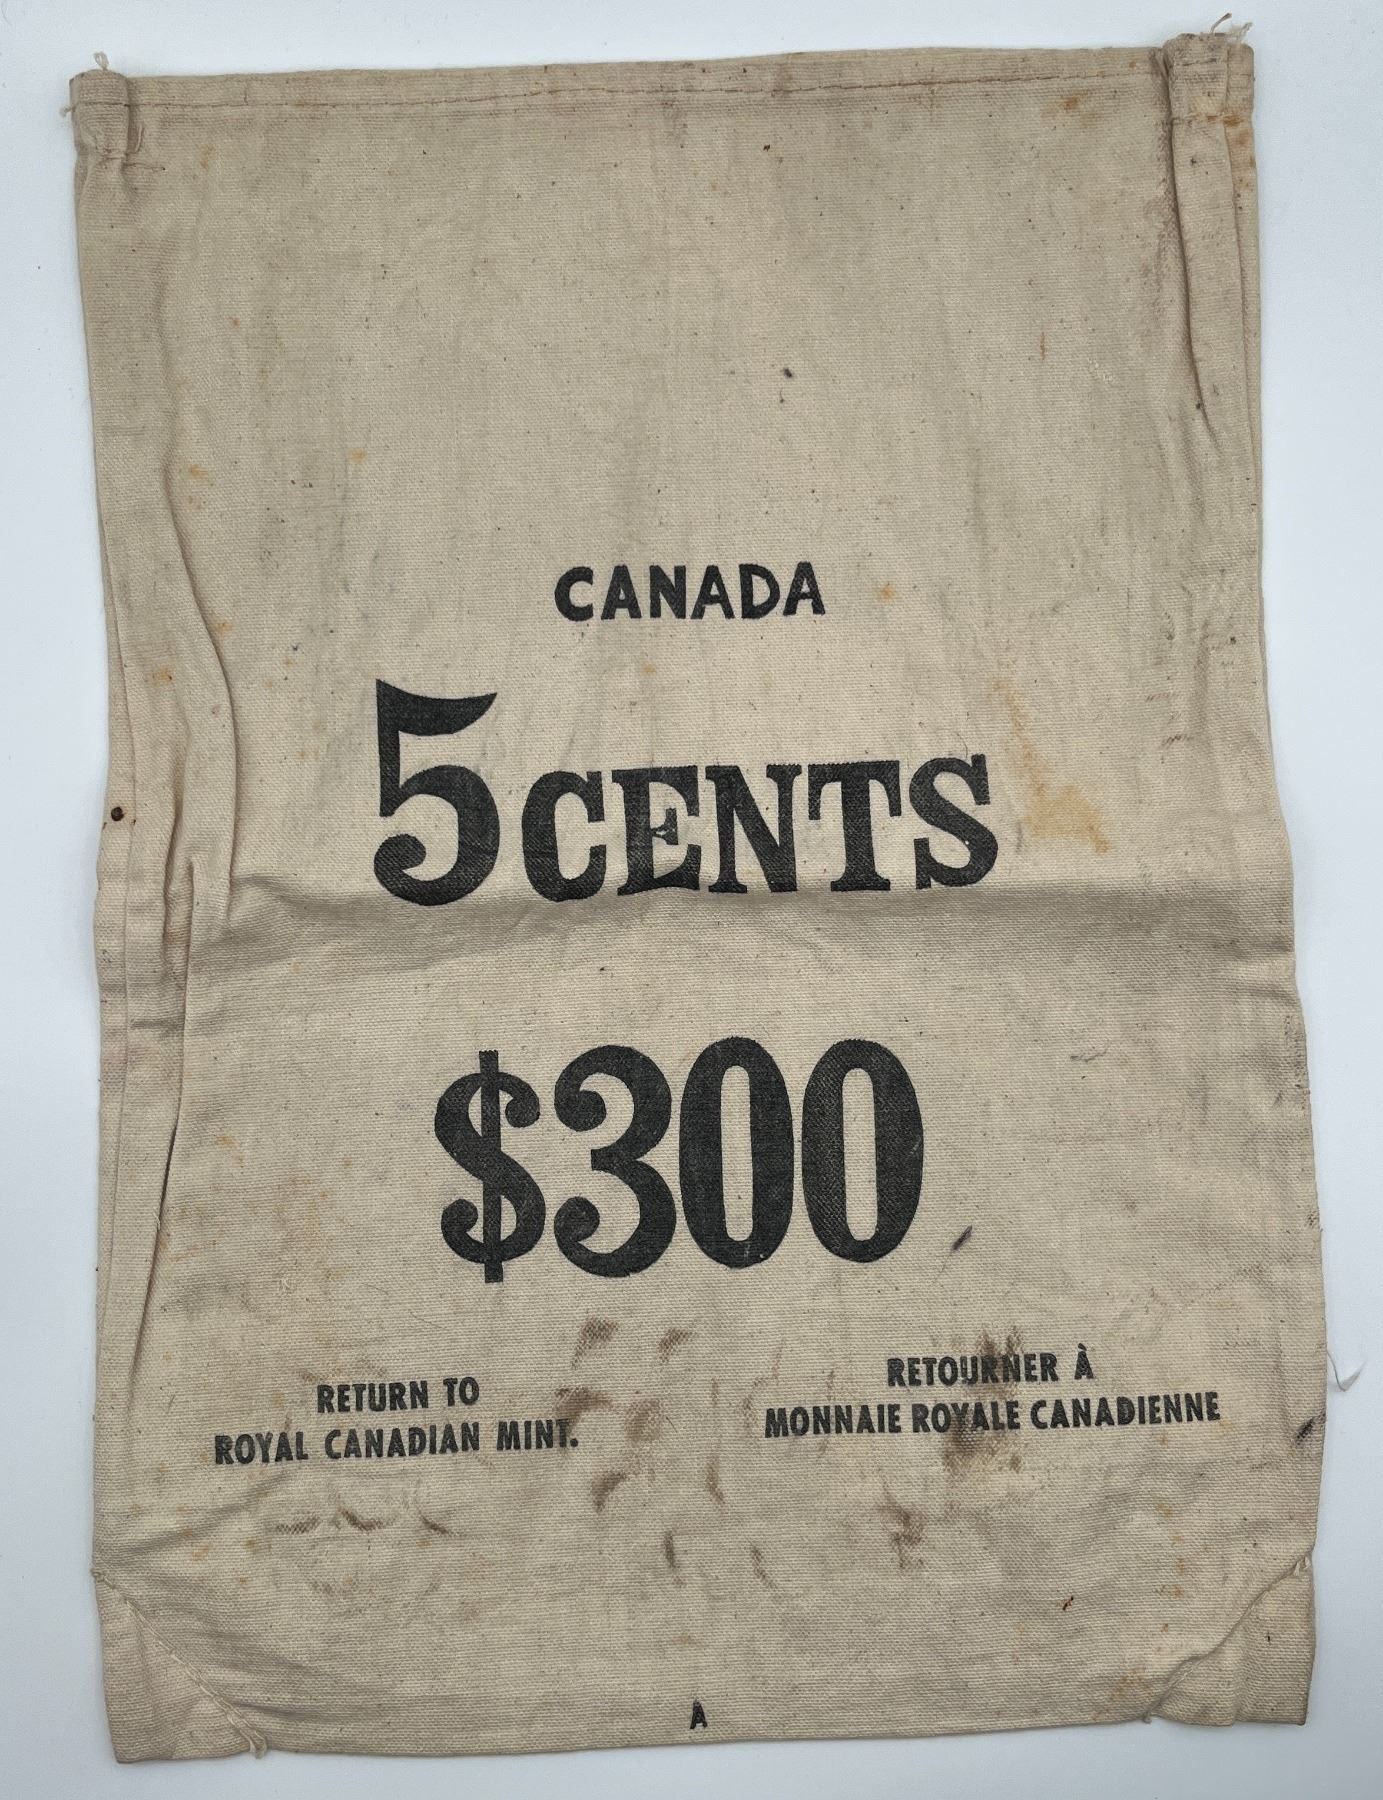 CANADA
5 CENTS
$300
RETURN TO
ROYAL CANADIAN MINT.
RETOURNER À
MONNAIE ROYALE CANADIENNE
A